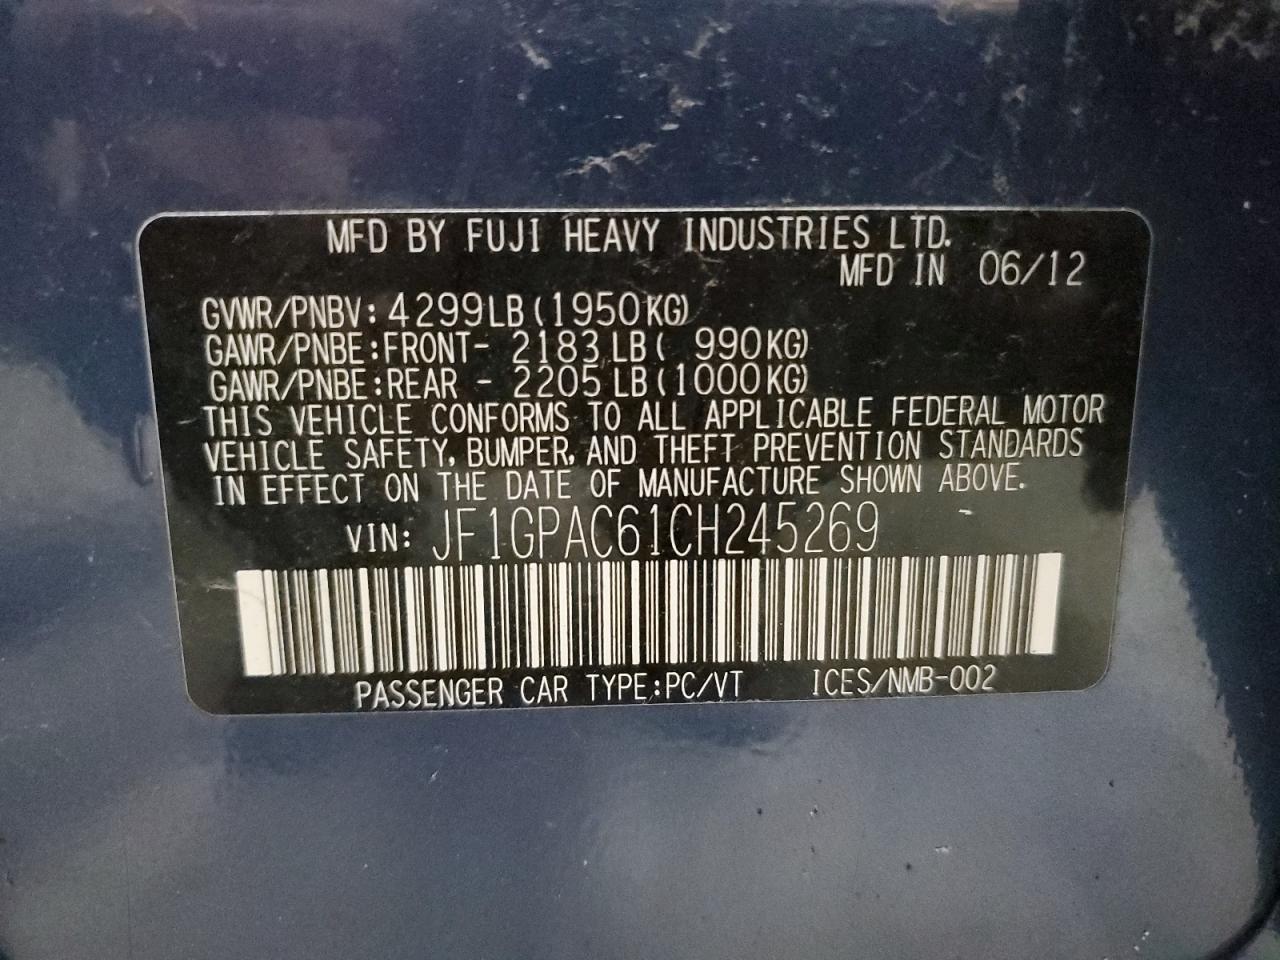 MFD BY FUJI HEAVY INDUSTRIES LTD.
MFD IN 06/12
GVWR/PNBV: 4299LB (1950KG)
GAWR/PNBE:FRONT- 2183 LB ( 990KG)
GAWR/PNBE:REAR - 2205 LB (1000KG)
THIS VEHICLE CONFORMS TO ALL APPLICABLE FEDERAL MOTOR
VEHICLE SAFETY, BUMPER, AND THEFT PREVENTION STANDARDS
IN EFFECT ON THE DATE OF MANUFACTURE SHOWN ABOVE.
VIN: JF1GPAC61CH245269
PASSENGER CAR TYPE:PC/VT ICES/NMB-002